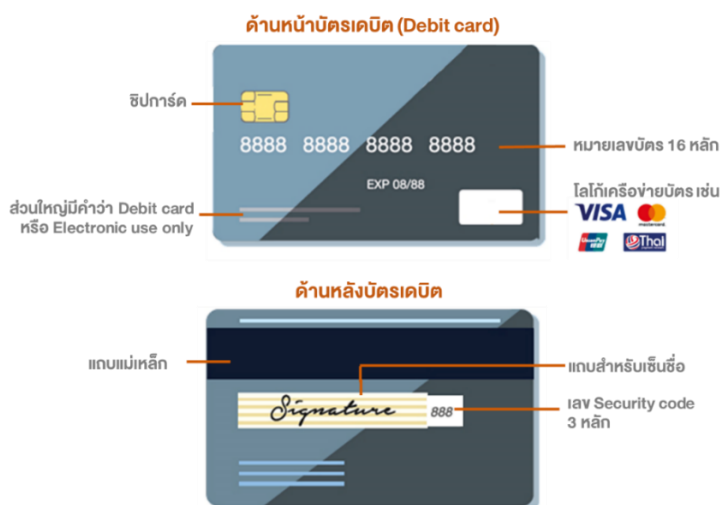 ด้านหน้าบัตรเดบิต (Debit card)
ชิปการ์ด
8888 8888 8888 8888
หมายเลขบัตร 16 หลัก
EXP 08/88
ส่วนใหญ่มีคำว่า Debit card
หรือ Electronic use only
โลโก้เครือข่ายบัตร เช่น
VISA
mastercard
UnionPay
Thai
ด้านหลังบัตรเดบิต
แถบแม่เหล็ก
แถบสำหรับเซ็นชื่อ
Signature
888
เลข Security code
3 หลัก